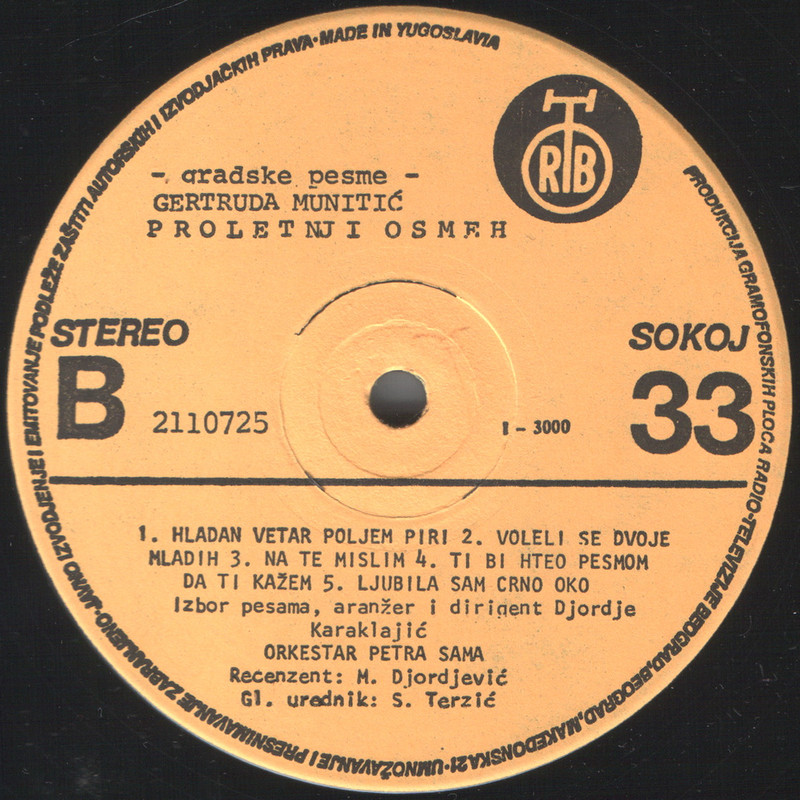 PRODUKCIJA GRAMOFONSKIH PLOČA RADIO-TELEVIZIJE BEOGRAD, BEOGRAD, MAKEDONSKA 21 · UMNOŽAVANJE I PRESNIMAVANJE ZABRANJENO · JAVNO IZVODJENJE I EMITOVANJE PODLEŽE ZAŠTITI AUTORSKIH I IZVODJAČKIH PRAVA · MADE IN YUGOSLAVIA
RTB
- gradske pesme -
GERTRUDA MUNITIĆ
PROLETNJI OSMEH
STEREO
SOKOJ
B
2110725
I - 3000
33
1. HLADAN VETAR POLJEM PIRI 2. VOLELI SE DVOJE
MLADIH 3. NA TE MISLIM 4. TI BI HTEO PESMOM
DA TI KAŽEM 5. LJUBILA SAM CRNO OKO
Izbor pesama, aranžer i dirigent Djordje
Karaklajić
ORKESTAR PETRA SAMA
Recenzent: M. Djordjević
Gl. urednik: S. Terzić